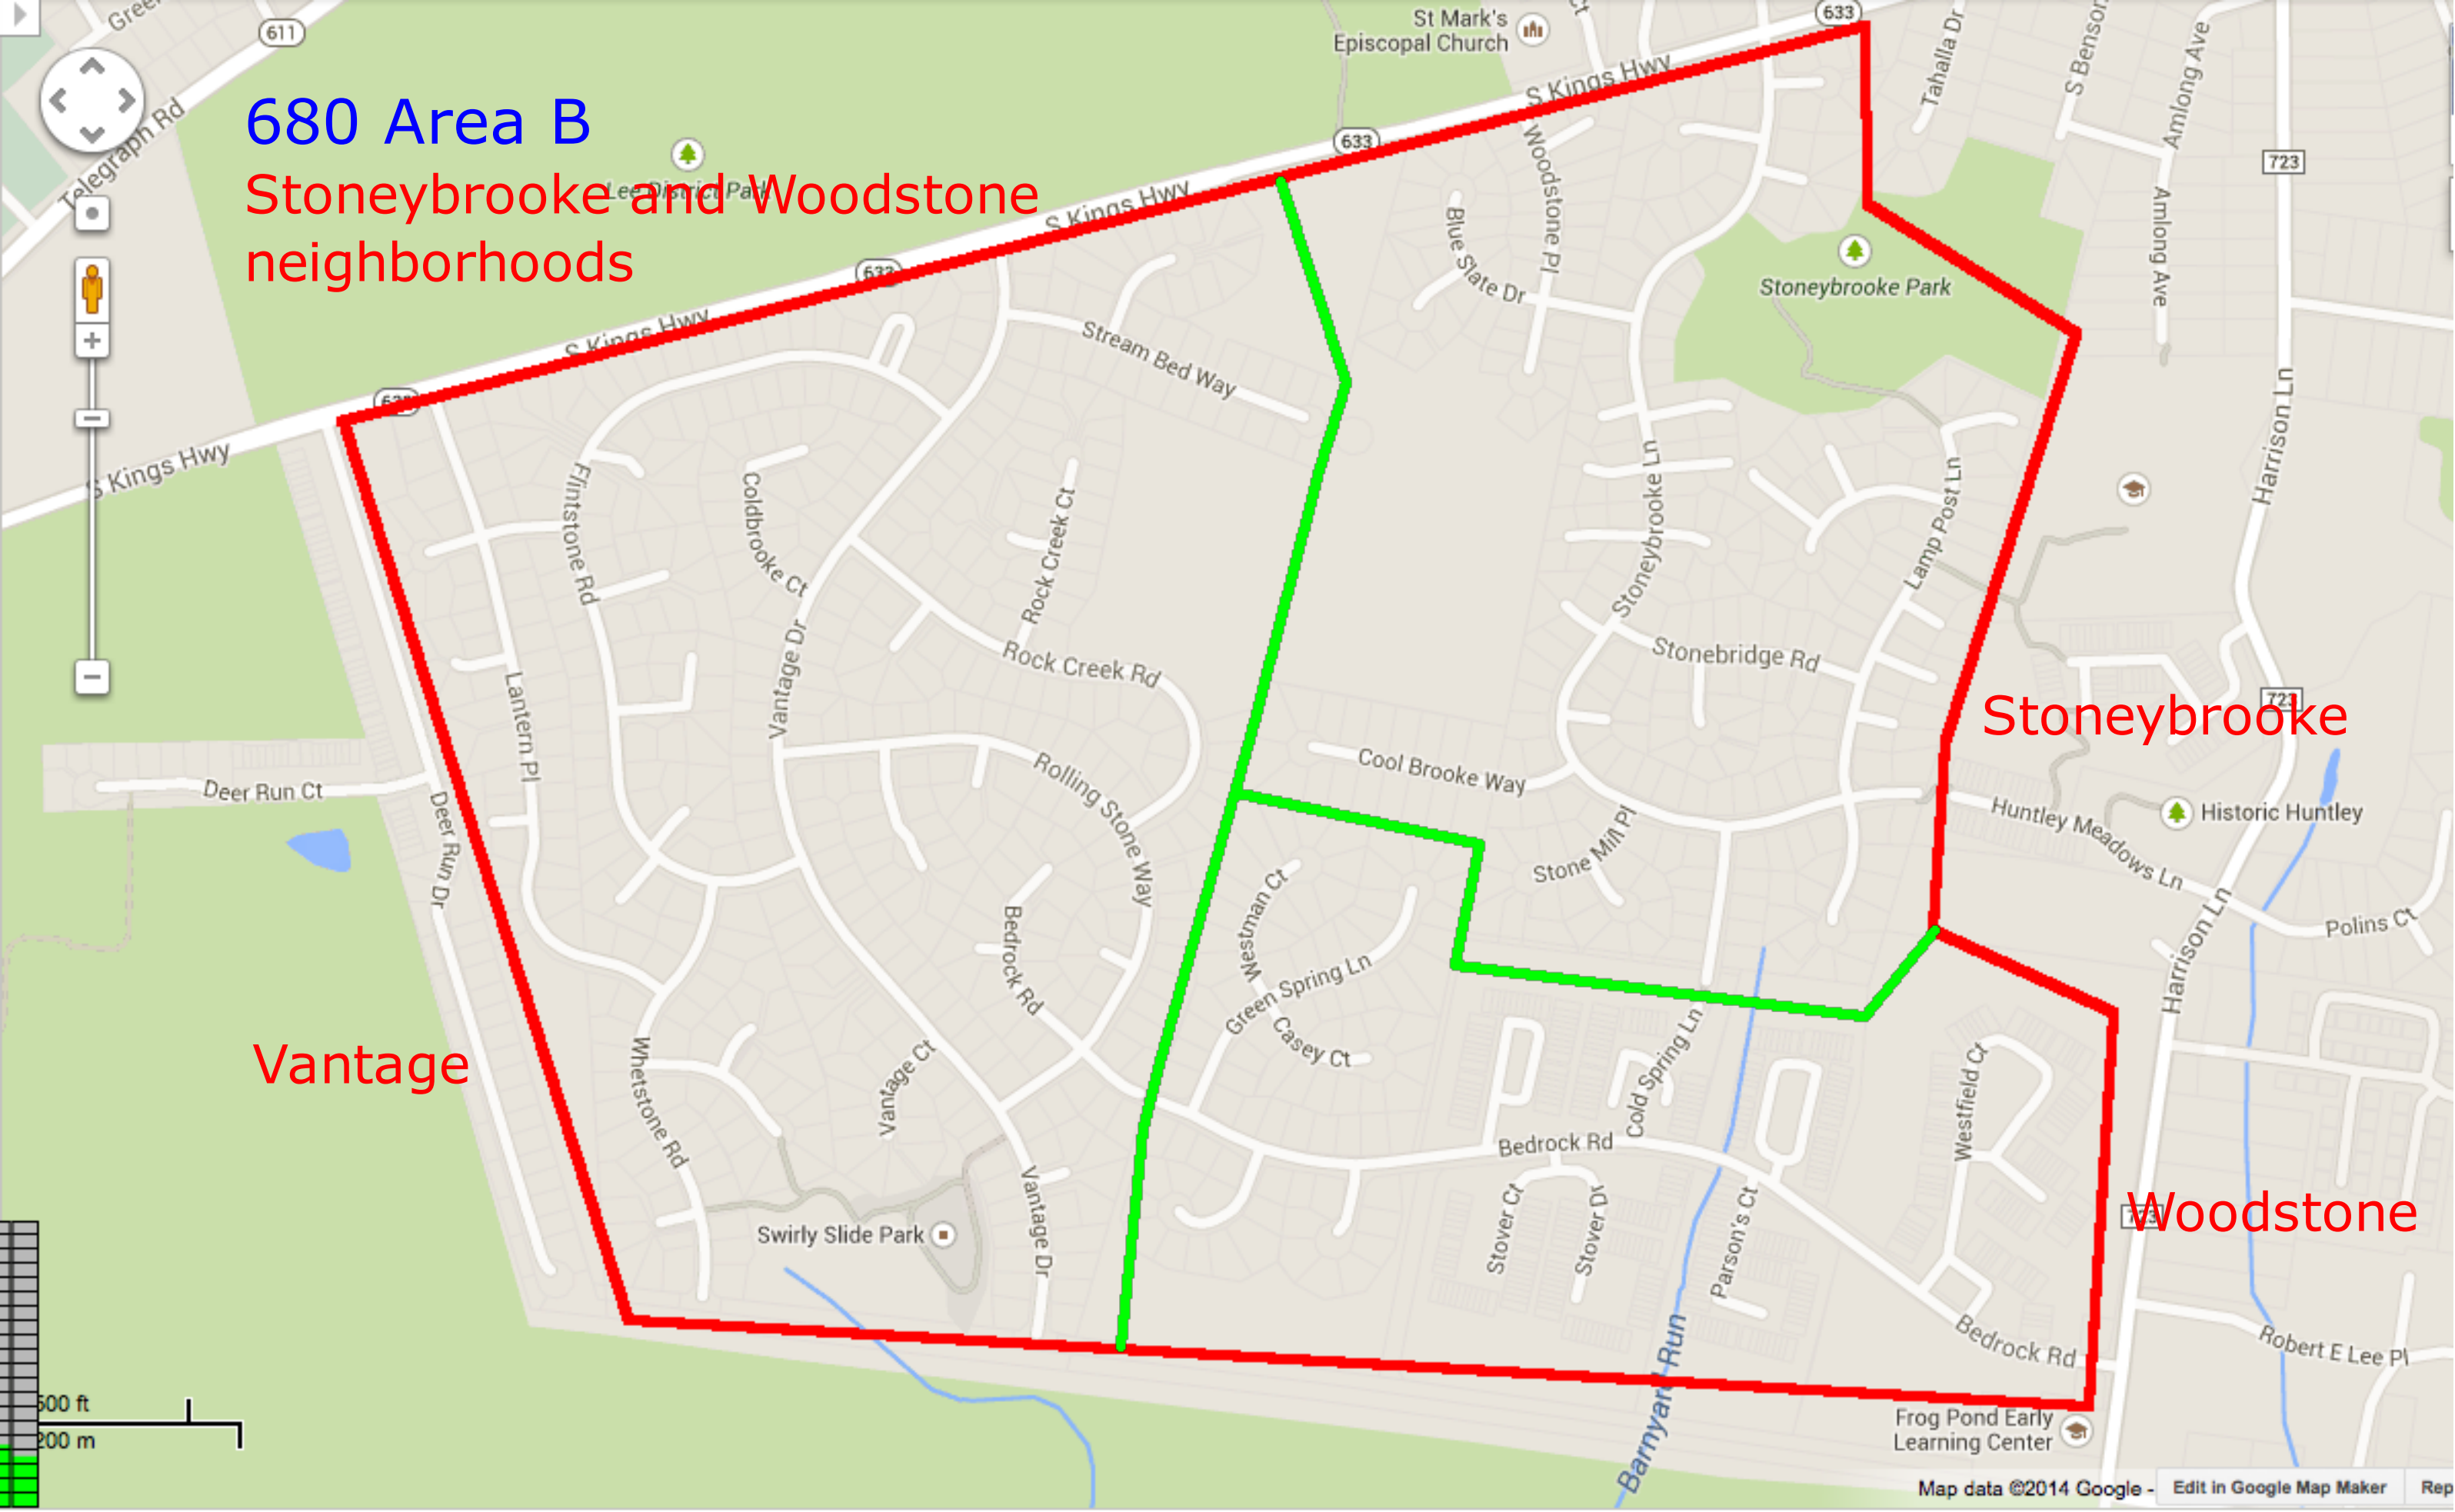 Green
611
Telegraph Rd
680 Area B
Stoneybrooke and Woodstone
neighborhoods
Lee District Park
St Mark's
Episcopal Church
Ct
633
S Kings Hwy
633
S Kings Hwy
633
S Kings Hwy
S Kings Hwy
Tahalla Dr
S Benson
Amlong Ave
Amlong Ave
723
Woodstone Pl
Blue Slate Dr
Stoneybrooke Park
Stream Bed Way
Harrison Ln
Flintstone Rd
Coldbrooke Ct
Rock Creek Ct
Stoneybrooke Ln
Lamp Post Ln
Vantage Dr
Rock Creek Rd
Stonebridge Rd
Lantern Pl
723
Stoneybrooke
Deer Run Ct
Deer Run Dr
Rolling Stone Way
Cool Brooke Way
Stone Mill Pl
Huntley Meadows Ln
Historic Huntley
Polins Ct
Harrison Ln
Westman Ct
Bedrock Rd
Green Spring Ln
Casey Ct
Vantage
Whetstone Rd
Vantage Ct
Cold Spring Ln
Westfield Ct
Bedrock Rd
Stover Ct
Stover Dr
Parson's Ct
Vantage Dr
Swirly Slide Park
723
Woodstone
Bedrock Rd
Robert E Lee Pl
Barnyard Run
Frog Pond Early
Learning Center
500 ft
200 m
Map data ©2014 Google -
Edit in Google Map Maker
Rep